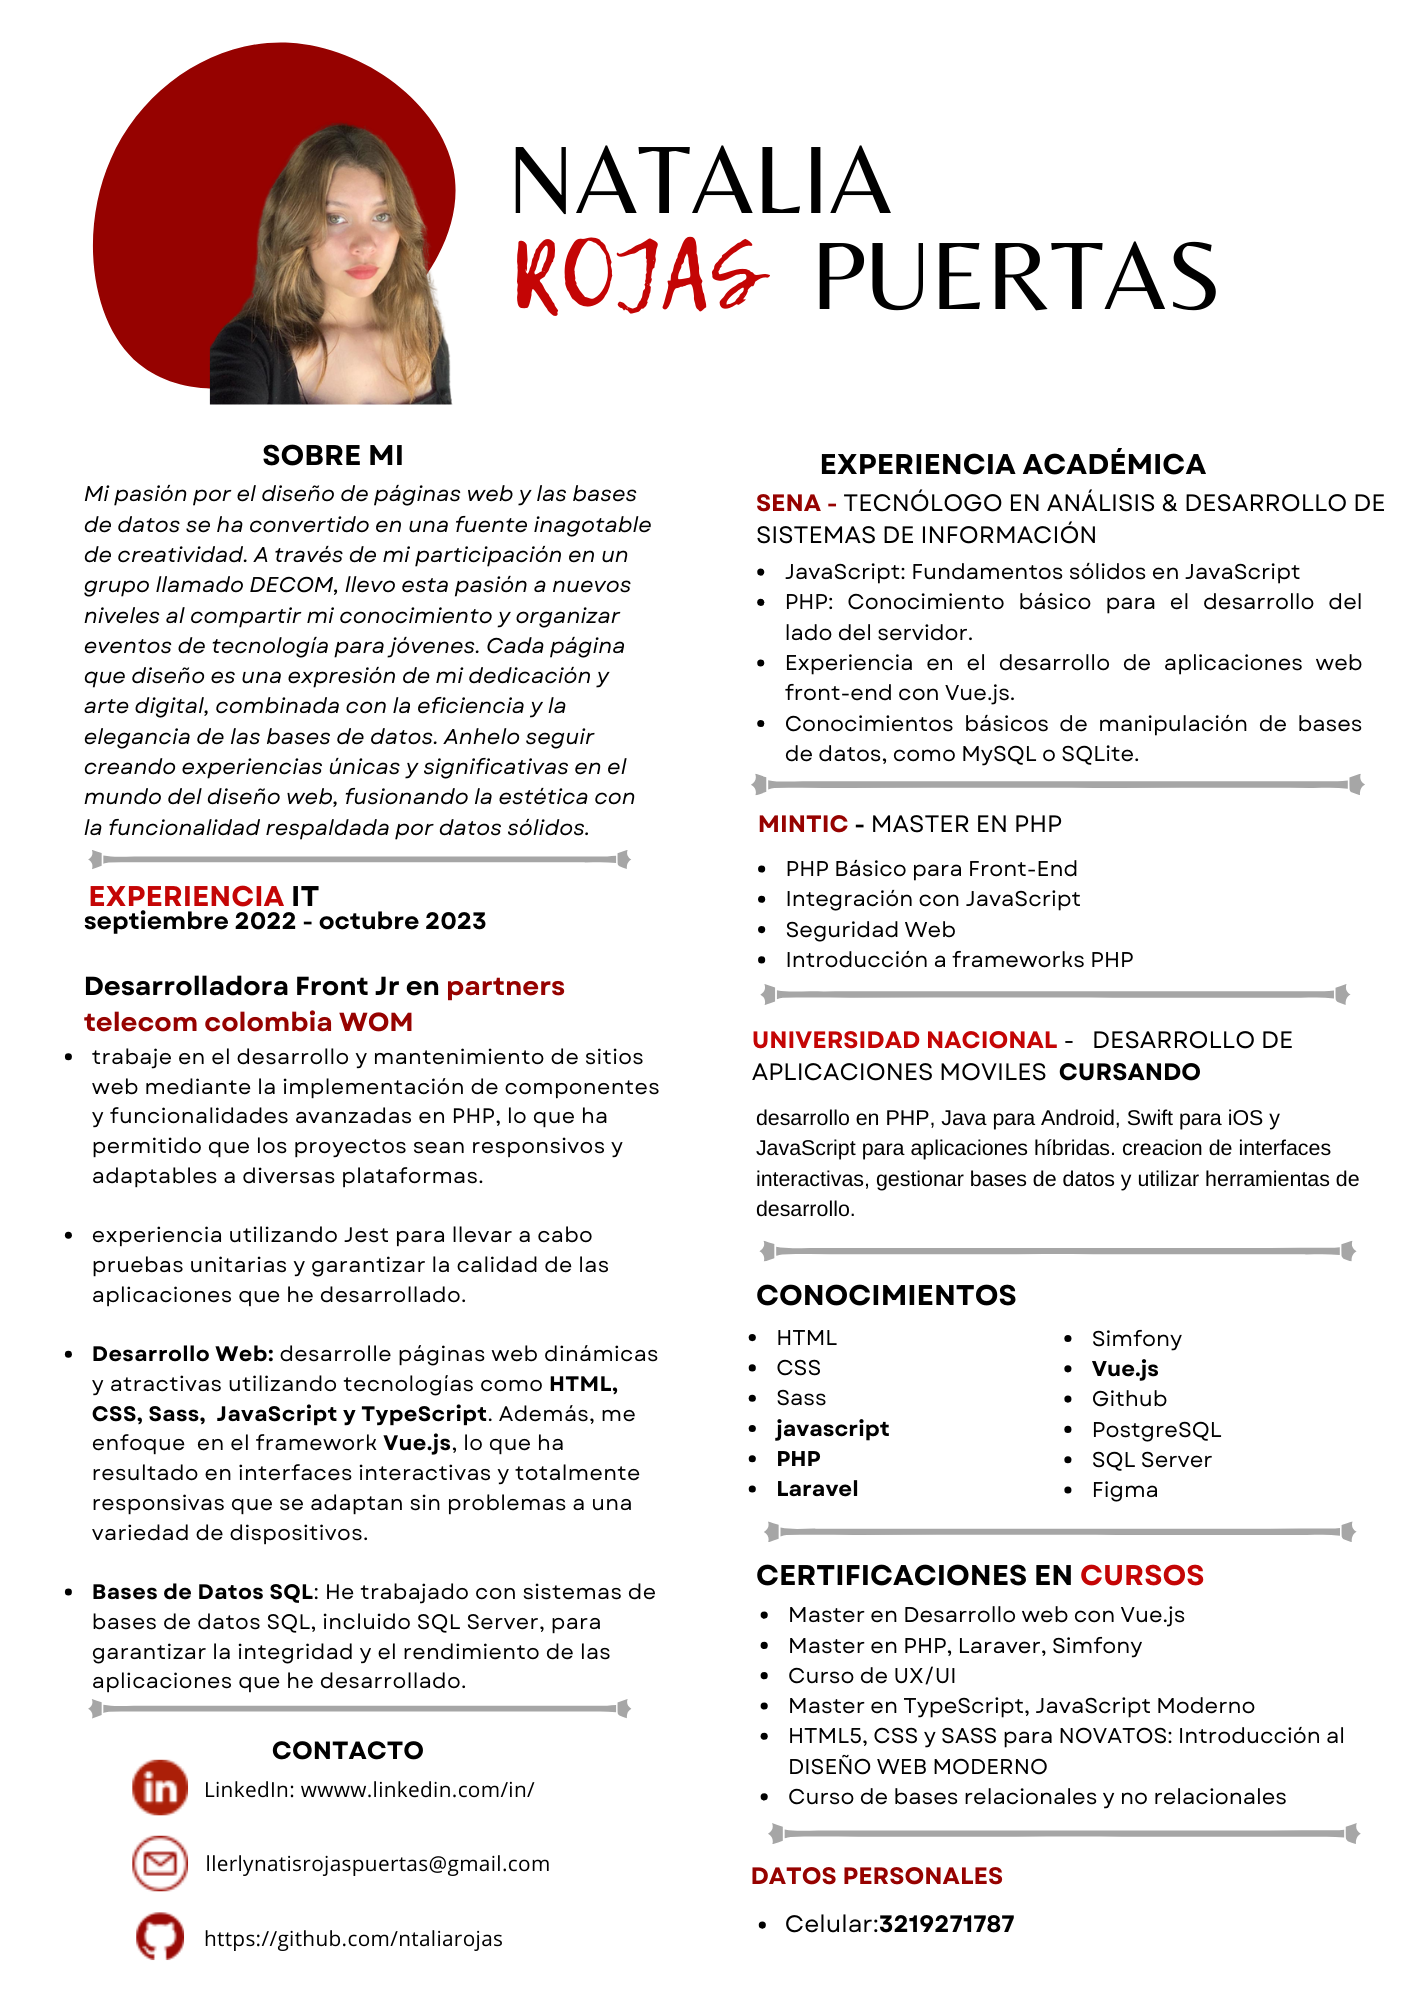 NATALIA
ROJAS PUERTAS
SOBRE MI
Mi pasión por el diseño de páginas web y las bases
de datos se ha convertido en una fuente inagotable
de creatividad. A través de mi participación en un
grupo llamado DECOM, llevo esta pasión a nuevos
niveles al compartir mi conocimiento y organizar
eventos de tecnología para jóvenes. Cada página
que diseño es una expresión de mi dedicación y
arte digital, combinada con la eficiencia y la
elegancia de las bases de datos. Anhelo seguir
creando experiencias únicas y significativas en el
mundo del diseño web, fusionando la estética con
la funcionalidad respaldada por datos sólidos.
EXPERIENCIA IT
septiembre 2022 - octubre 2023
Desarrolladora Front Jr en partners
telecom colombia WOM
• trabaje en el desarrollo y mantenimiento de sitios
web mediante la implementación de componentes
y funcionalidades avanzadas en PHP, lo que ha
permitido que los proyectos sean responsivos y
adaptables a diversas plataformas.
• experiencia utilizando Jest para llevar a cabo
pruebas unitarias y garantizar la calidad de las
aplicaciones que he desarrollado.
• Desarrollo Web: desarrolle páginas web dinámicas
y atractivas utilizando tecnologías como HTML,
CSS, Sass, JavaScript y TypeScript. Además, me
enfoque en el framework Vue.js, lo que ha
resultado en interfaces interactivas y totalmente
responsivas que se adaptan sin problemas a una
variedad de dispositivos.
• Bases de Datos SQL: He trabajado con sistemas de
bases de datos SQL, incluido SQL Server, para
garantizar la integridad y el rendimiento de las
aplicaciones que he desarrollado.
CONTACTO
in
LinkedIn: wwww.linkedin.com/in/
llerlynatisrojaspuertas@gmail.com
https://github.com/ntaliarojas
EXPERIENCIA ACADÉMICA
SENA - TECNÓLOGO EN ANÁLISIS & DESARROLLO DE
SISTEMAS DE INFORMACIÓN
• JavaScript: Fundamentos sólidos en JavaScript
• PHP: Conocimiento básico para el desarrollo del
lado del servidor.
• Experiencia en el desarrollo de aplicaciones web
front-end con Vue.js.
• Conocimientos básicos de manipulación de bases
de datos, como MySQL o SQLite.
MINTIC - MASTER EN PHP
• PHP Básico para Front-End
• Integración con JavaScript
• Seguridad Web
• Introducción a frameworks PHP
UNIVERSIDAD NACIONAL - DESARROLLO DE
APLICACIONES MOVILES CURSANDO
desarrollo en PHP, Java para Android, Swift para iOS y
JavaScript para aplicaciones híbridas. creacion de interfaces
interactivas, gestionar bases de datos y utilizar herramientas de
desarrollo.
CONOCIMIENTOS
• HTML
• CSS
• Sass
• javascript
• PHP
• Laravel
• Simfony
• Vue.js
• Github
• PostgreSQL
• SQL Server
• Figma
CERTIFICACIONES EN CURSOS
• Master en Desarrollo web con Vue.js
• Master en PHP, Laraver, Simfony
• Curso de UX/UI
• Master en TypeScript, JavaScript Moderno
• HTML5, CSS y SASS para NOVATOS: Introducción al
DISEÑO WEB MODERNO
• Curso de bases relacionales y no relacionales
DATOS PERSONALES
• Celular:3219271787